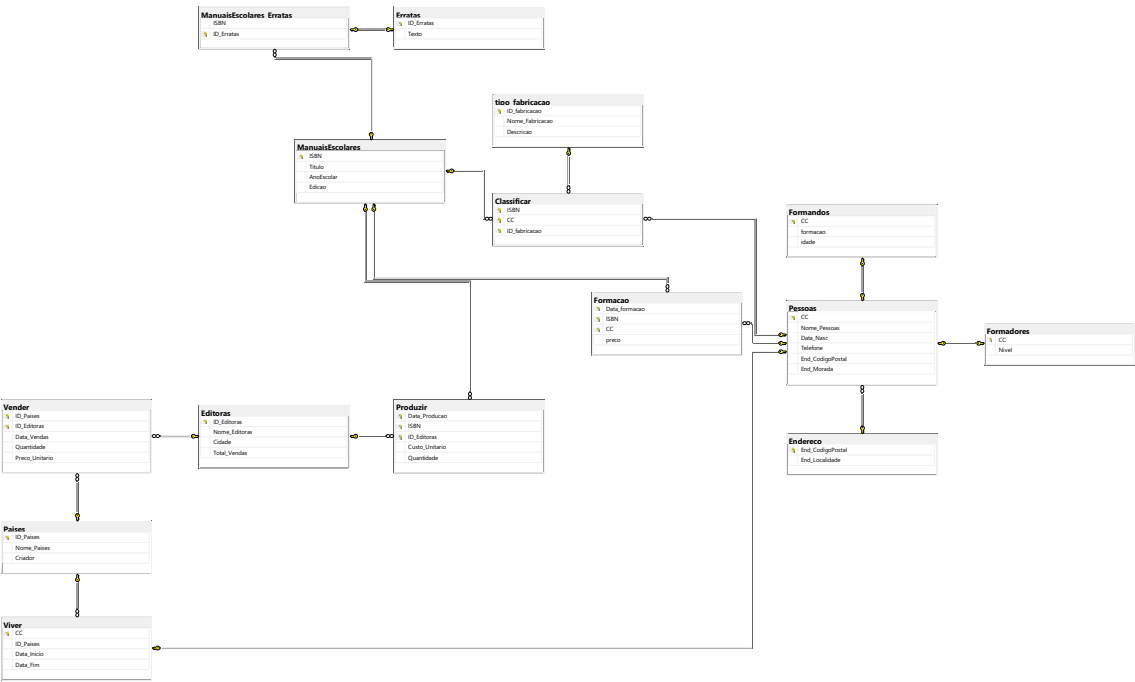 ManuaisEscolares_Erratas
ISBN
ID_Erratas
Erratas
ID_Erratas
Texto
tipo_fabricacao
ID_fabricacao
Nome_Fabricacao
Descricao
ManuaisEscolares
ISBN
Titulo
AnoEscolar
Edicao
Classificar
ISBN
CC
ID_fabricacao
Formandos
CC
formacao
idade
Formacao
Data_formacao
ISBN
CC
preco
Pessoas
CC
Nome_Pessoas
Data_Nasc
Telefone
End_CodigoPostal
End_Morada
Formadores
CC
Nivel
Vender
ID_Paises
ID_Editoras
Data_Vendas
Quantidade
Preco_Unitario
Editoras
ID_Editoras
Nome_Editoras
Cidade
Total_Vendas
Produzir
Data_Producao
ISBN
ID_Editoras
Custo_Unitario
Quantidade
Endereco
End_CodigoPostal
End_Localidade
Paises
ID_Paises
Nome_Paises
Criador
Viver
CC
ID_Paises
Data_Inicio
Data_Fim